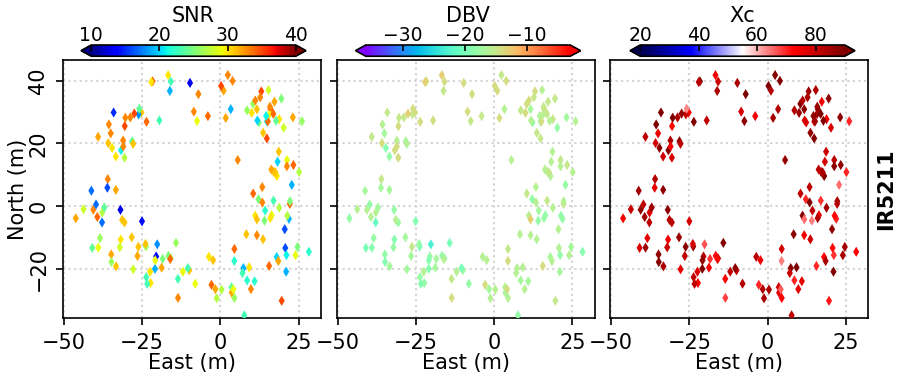 SNR DBV Xc
10 20 30 40 −30 −20 −10 20 40 60 80
40
20
0
−20
North (m)
IR5211
−50 −25 0 25 −50 −25 0 25 −50 −25 0 25
East (m) East (m) East (m)